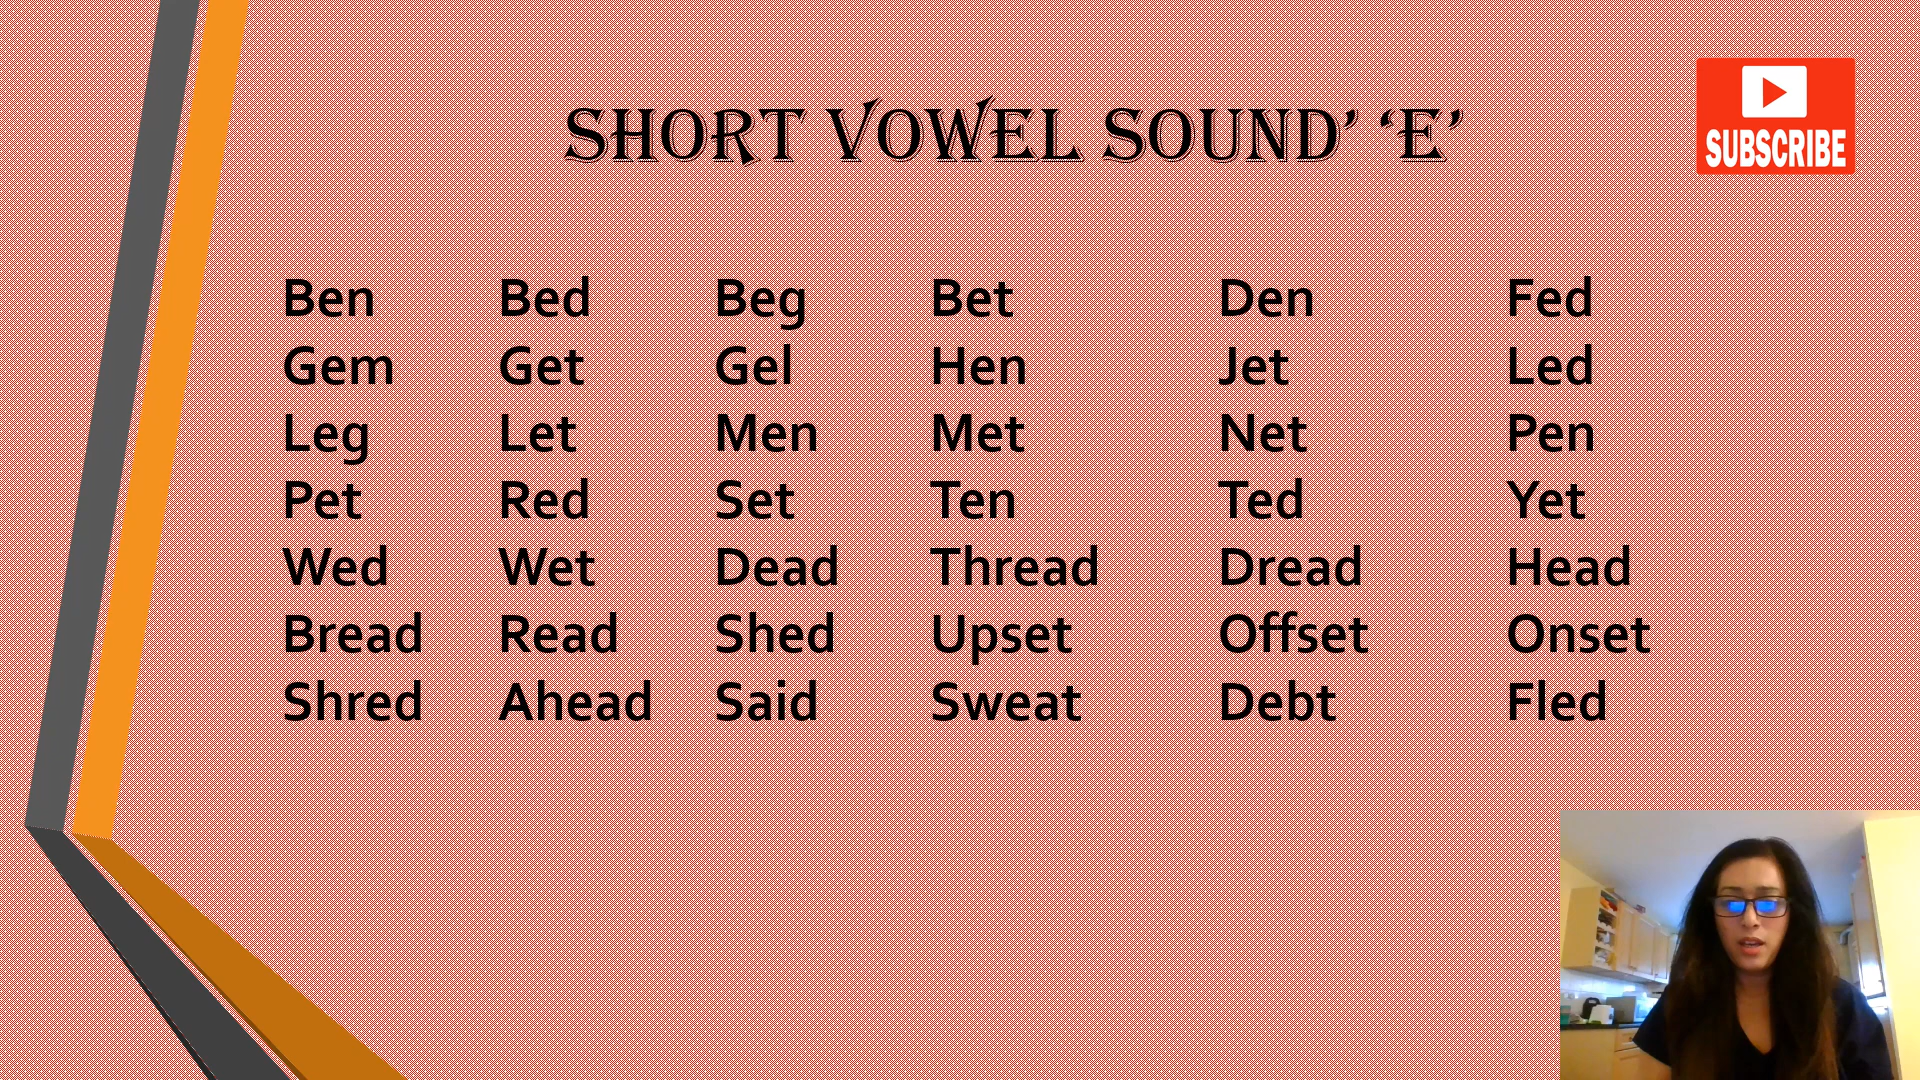 SHORT VOWEL SOUND’ ‘E’
SUBSCRIBE
Ben Bed Beg Bet Den Fed
Gem Get Gel Hen Jet Led
Leg Let Men Met Net Pen
Pet Red Set Ten Ted Yet
Wed Wet Dead Thread Dread Head
Bread Read Shed Upset Offset Onset
Shred Ahead Said Sweat Debt Fled